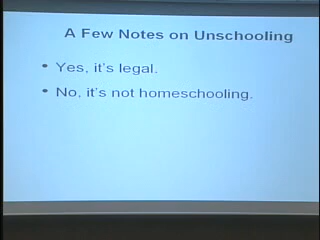 A Few Notes on Unschooling
• Yes, it's legal.
• No, it's not homeschooling.